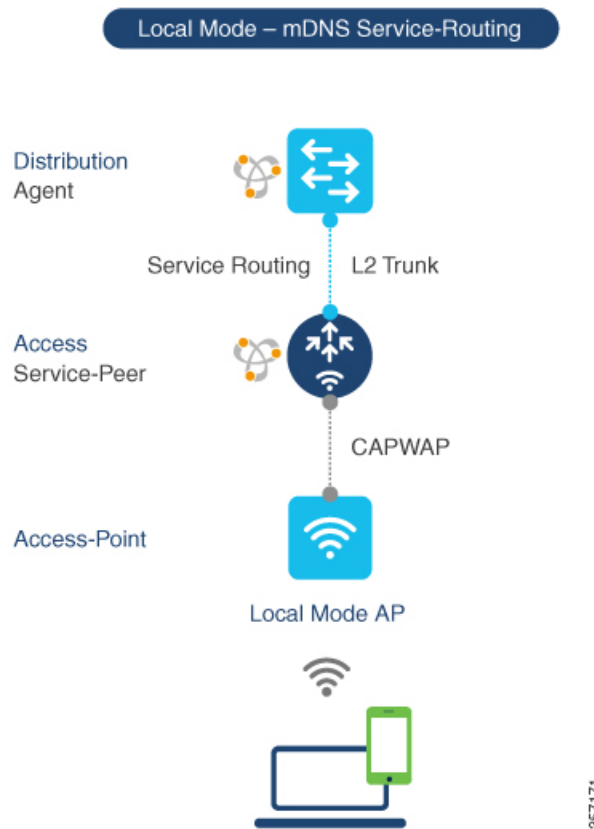 Local Mode – mDNS Service-Routing
Distribution
Agent
Service Routing
L2 Trunk
Access
Service-Peer
CAPWAP
Access-Point
Local Mode AP
357171